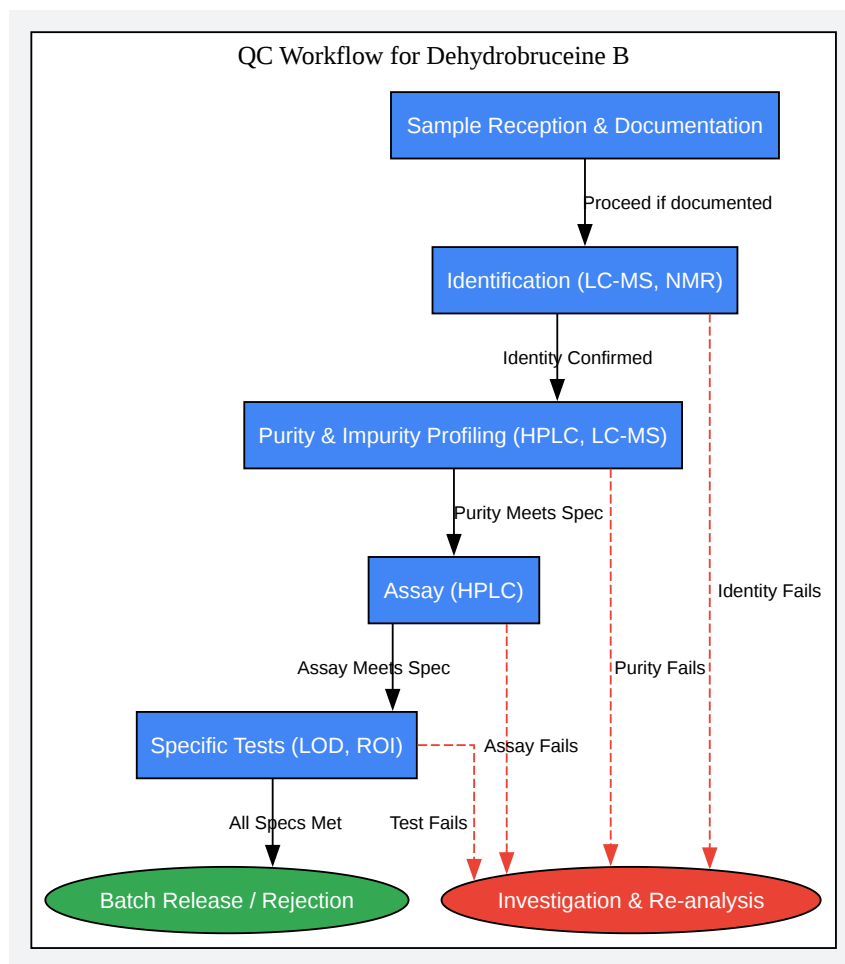 QC Workflow for Dehydrobruceine B
Sample Reception & Documentation
Proceed if documented
Identification (LC-MS, NMR)
Identity Confirmed
Purity & Impurity Profiling (HPLC, LC-MS)
Purity Meets Spec
Assay (HPLC)
Identity Fails
Assay Meets Spec
Purity Fails
Specific Tests (LOD, ROI)
Assay Fails
All Specs Met
Test Fails
Batch Release / Rejection
Investigation & Re-analysis